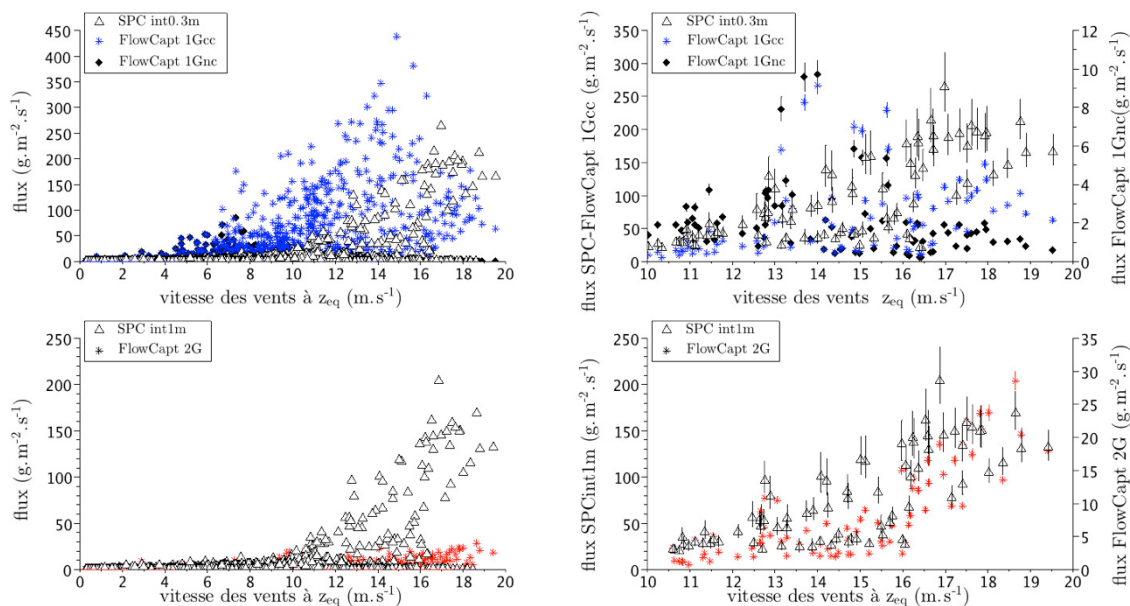 SPC int0.3m
FlowCapt 1Gcc
FlowCapt 1Gnc
flux (g.m⁻².s⁻¹)
450
400
350
300
250
200
150
100
50
0
0 2 4 6 8 10 12 14 16 18 20
vitesse des vents à z_eq (m.s⁻¹)
SPC int0.3m
FlowCapt 1Gcc
FlowCapt 1Gnc
flux SPC-FlowCapt 1Gcc (g.m⁻².s⁻¹)
350
300
250
200
150
100
50
0
10 11 12 13 14 15 16 17 18 19 20
vitesse des vents z_eq (m.s⁻¹)
12
10
8
6
4
2
0
flux FlowCapt 1Gnc(g.m⁻².s⁻¹)
SPC int1m
FlowCapt 2G
flux (g.m⁻².s⁻¹)
250
200
150
100
50
0
0 2 4 6 8 10 12 14 16 18 20
vitesse des vents à z_eq (m.s⁻¹)
SPC int1m
FlowCapt 2G
flux SPCint1m (g.m⁻².s⁻¹)
250
200
150
100
50
0
10 11 12 13 14 15 16 17 18 19 20
vitesse des vents à z_eq (m.s⁻¹)
35
30
25
20
15
10
5
0
flux FlowCapt 2G (g.m⁻².s⁻¹)